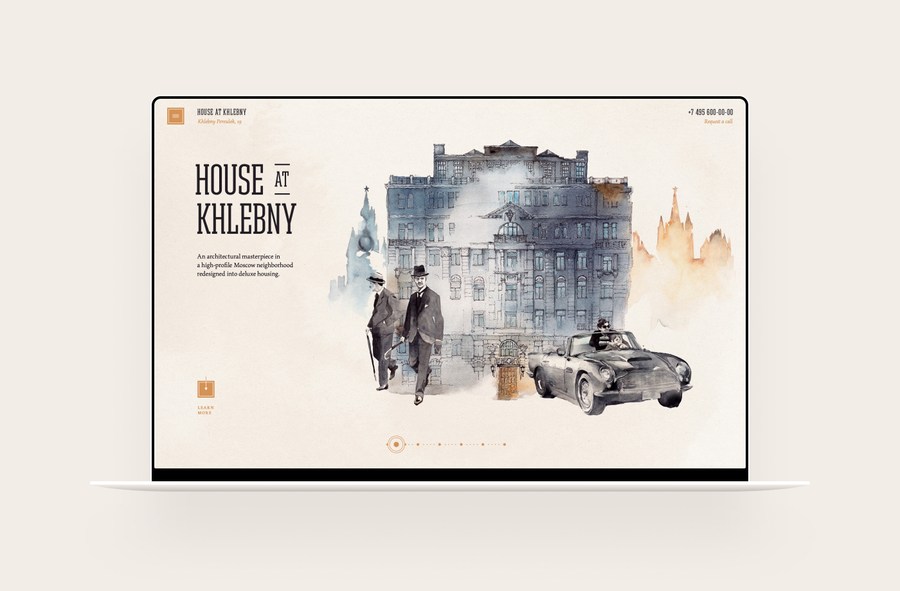 HOUSE AT KHLEBNY
Khlebny Pereulok, 19
+7 495 600-00-00
Request a call
HOUSE AT
KHLEBNY
An architectural masterpiece in
a high-profile Moscow neighborhood
redesigned into deluxe housing.
LEARN
MORE